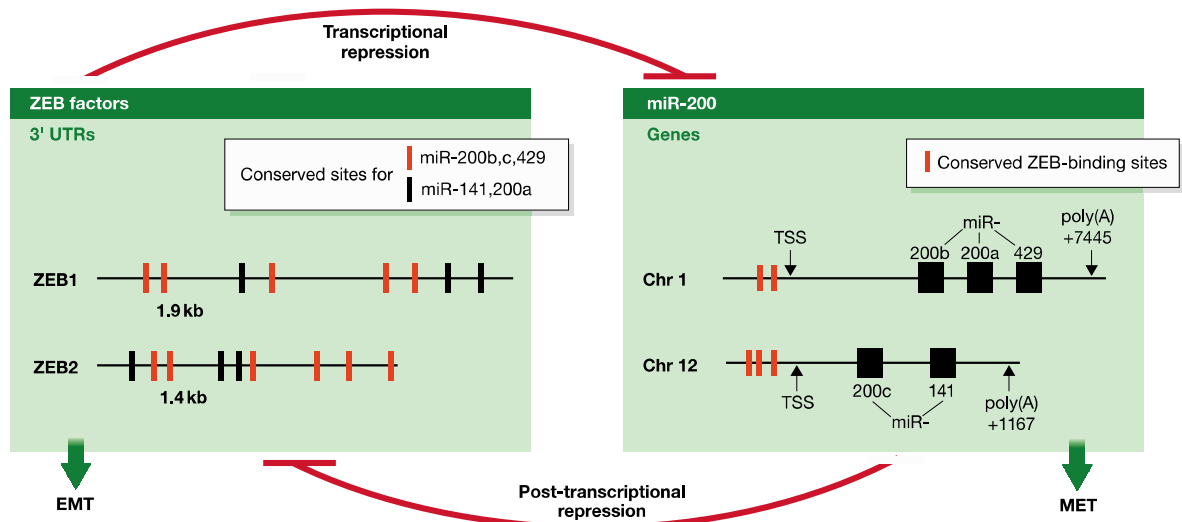 Transcriptional
repression
ZEB factors
3' UTRs
Conserved sites for
miR-200b,c,429
miR-141,200a
ZEB1
1.9 kb
ZEB2
1.4 kb
EMT
miR-200
Genes
Conserved ZEB-binding sites
miR-
poly(A)
+7445
TSS
200b
200a
429
Chr 1
Chr 12
TSS
200c
141
miR-
poly(A)
+1167
MET
Post-transcriptional
repression